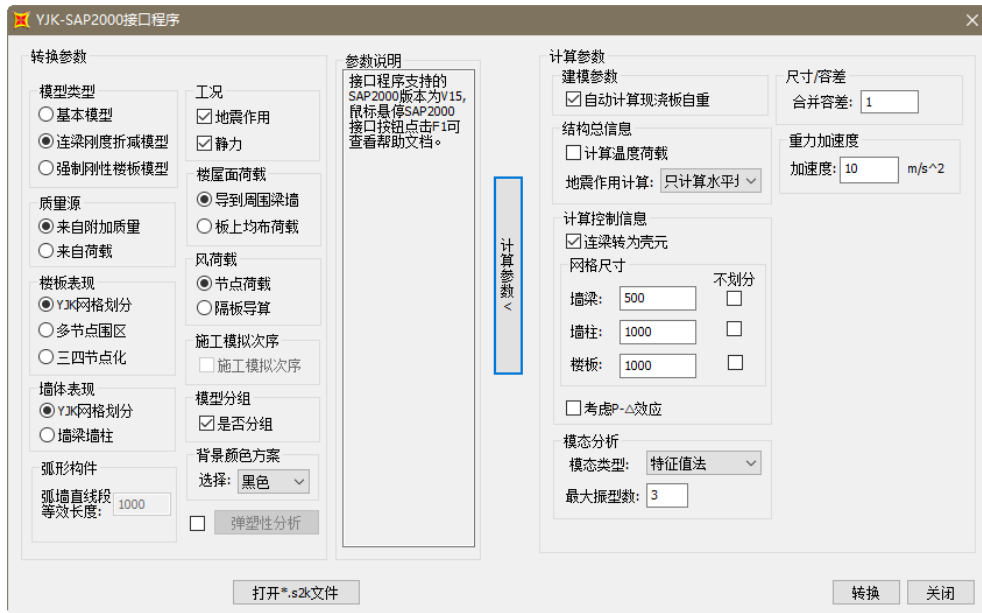 YJK-SAP2000接口程序
转换参数
模型类型
基本模型
连梁刚度折减模型
强制刚性楼板模型
质量源
来自附加质量
来自荷载
楼板表现
YJK网格划分
多节点围区
三四节点化
墙体表现
YJK网格划分
墙梁墙柱
弧形构件
弧墙直线段
等效长度:
1000
工况
地震作用
静力
楼屋面荷载
导到周围梁墙
板上均布荷载
风荷载
节点荷载
隔板导算
施工模拟次序
施工模拟次序
模型分组
是否分组
背景颜色方案
选择: 黑色
弹塑性分析
参数说明
接口程序支持的
SAP2000版本为V15,
鼠标悬停SAP2000
接口按钮点击F1可
查看帮助文档。
计算参数<
计算参数
建模参数
自动计算现浇板自重
结构总信息
计算温度荷载
地震作用计算: 只计算水平
计算控制信息
连梁转为壳元
网格尺寸
不划分
墙梁: 500
墙柱: 1000
楼板: 1000
考虑P-△效应
模态分析
模态类型: 特征值法
最大振型数: 3
尺寸/容差
合并容差: 1
重力加速度
加速度: 10 m/s^2
打开*.s2k文件
转换
关闭